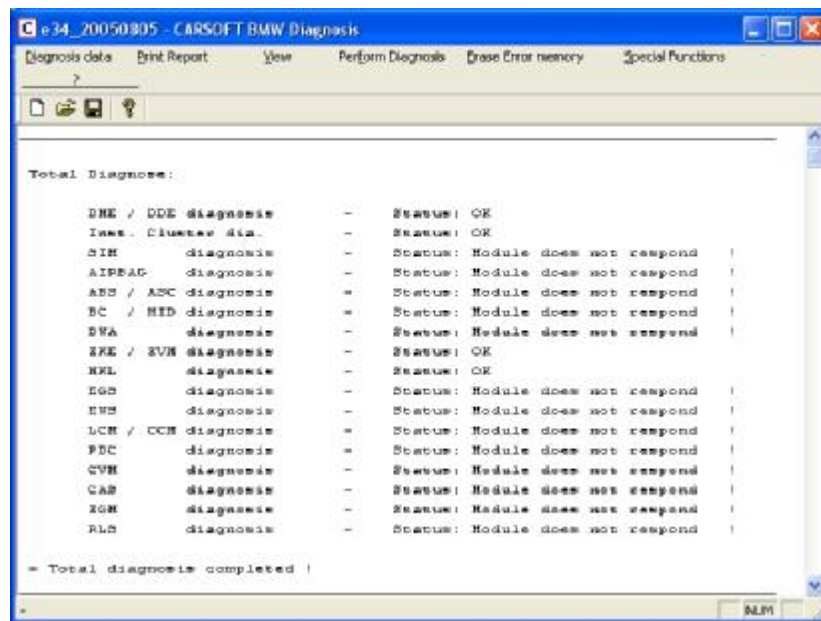 e34_20050805 - CARSOFT BMW Diagnosis
Diagnosis data Print Report View Perform Diagnosis Erase Error memory Special Functions
?
Total Diagnose:
DME / DDE diagnosis - Status: OK
Inst. Cluster dia. - Status: OK
SIM diagnosis - Status: Module does not respond !
AIRBAG diagnosis - Status: Module does not respond !
ABS / ASC diagnosis - Status: Module does not respond !
BC / MID diagnosis - Status: Module does not respond !
DWA diagnosis - Status: Module does not respond !
ZKE / ZVM diagnosis - Status: OK
HKL diagnosis - Status: OK
EGS diagnosis - Status: Module does not respond !
EWS diagnosis - Status: Module does not respond !
LCM / CCM diagnosis - Status: Module does not respond !
PDC diagnosis - Status: Module does not respond !
CVM diagnosis - Status: Module does not respond !
CAB diagnosis - Status: Module does not respond !
diagnosis - Status: Module does not respond !
RLS diagnosis - Status: Module does not respond !
= Total diagnosis completed !
NUM